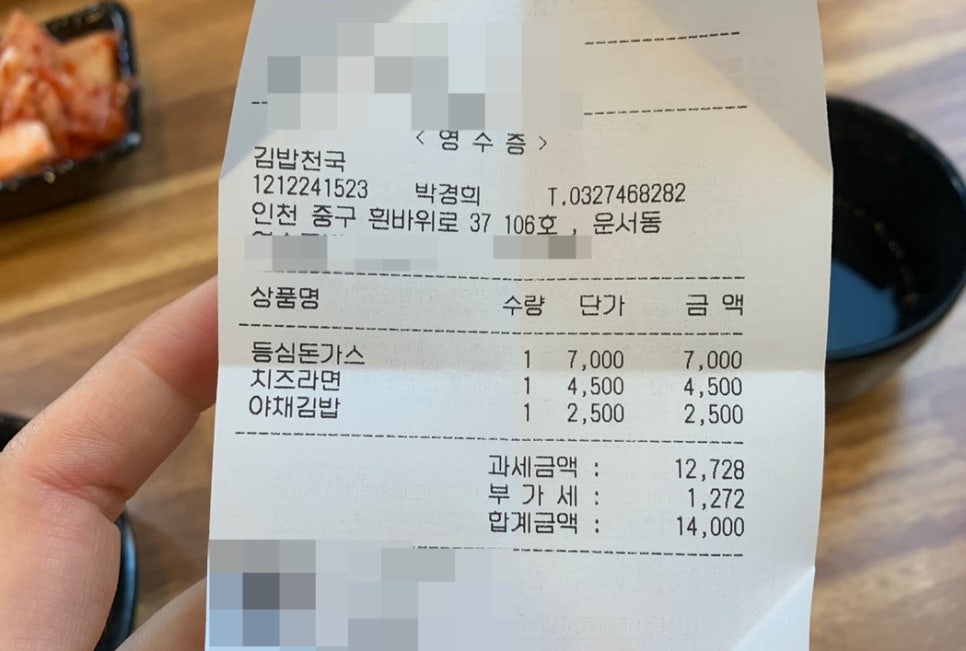 < 영 수 증 >
김밥천국
1212241523 박경희 T.0327468282
인천 중구 흰바위로 37 106호 , 운서동
상품명 수량 단가 금 액
등심돈가스 1 7,000 7,000
치즈라면 1 4,500 4,500
야채김밥 1 2,500 2,500
과세금액 : 12,728
부 가 세 : 1,272
합계금액 : 14,000